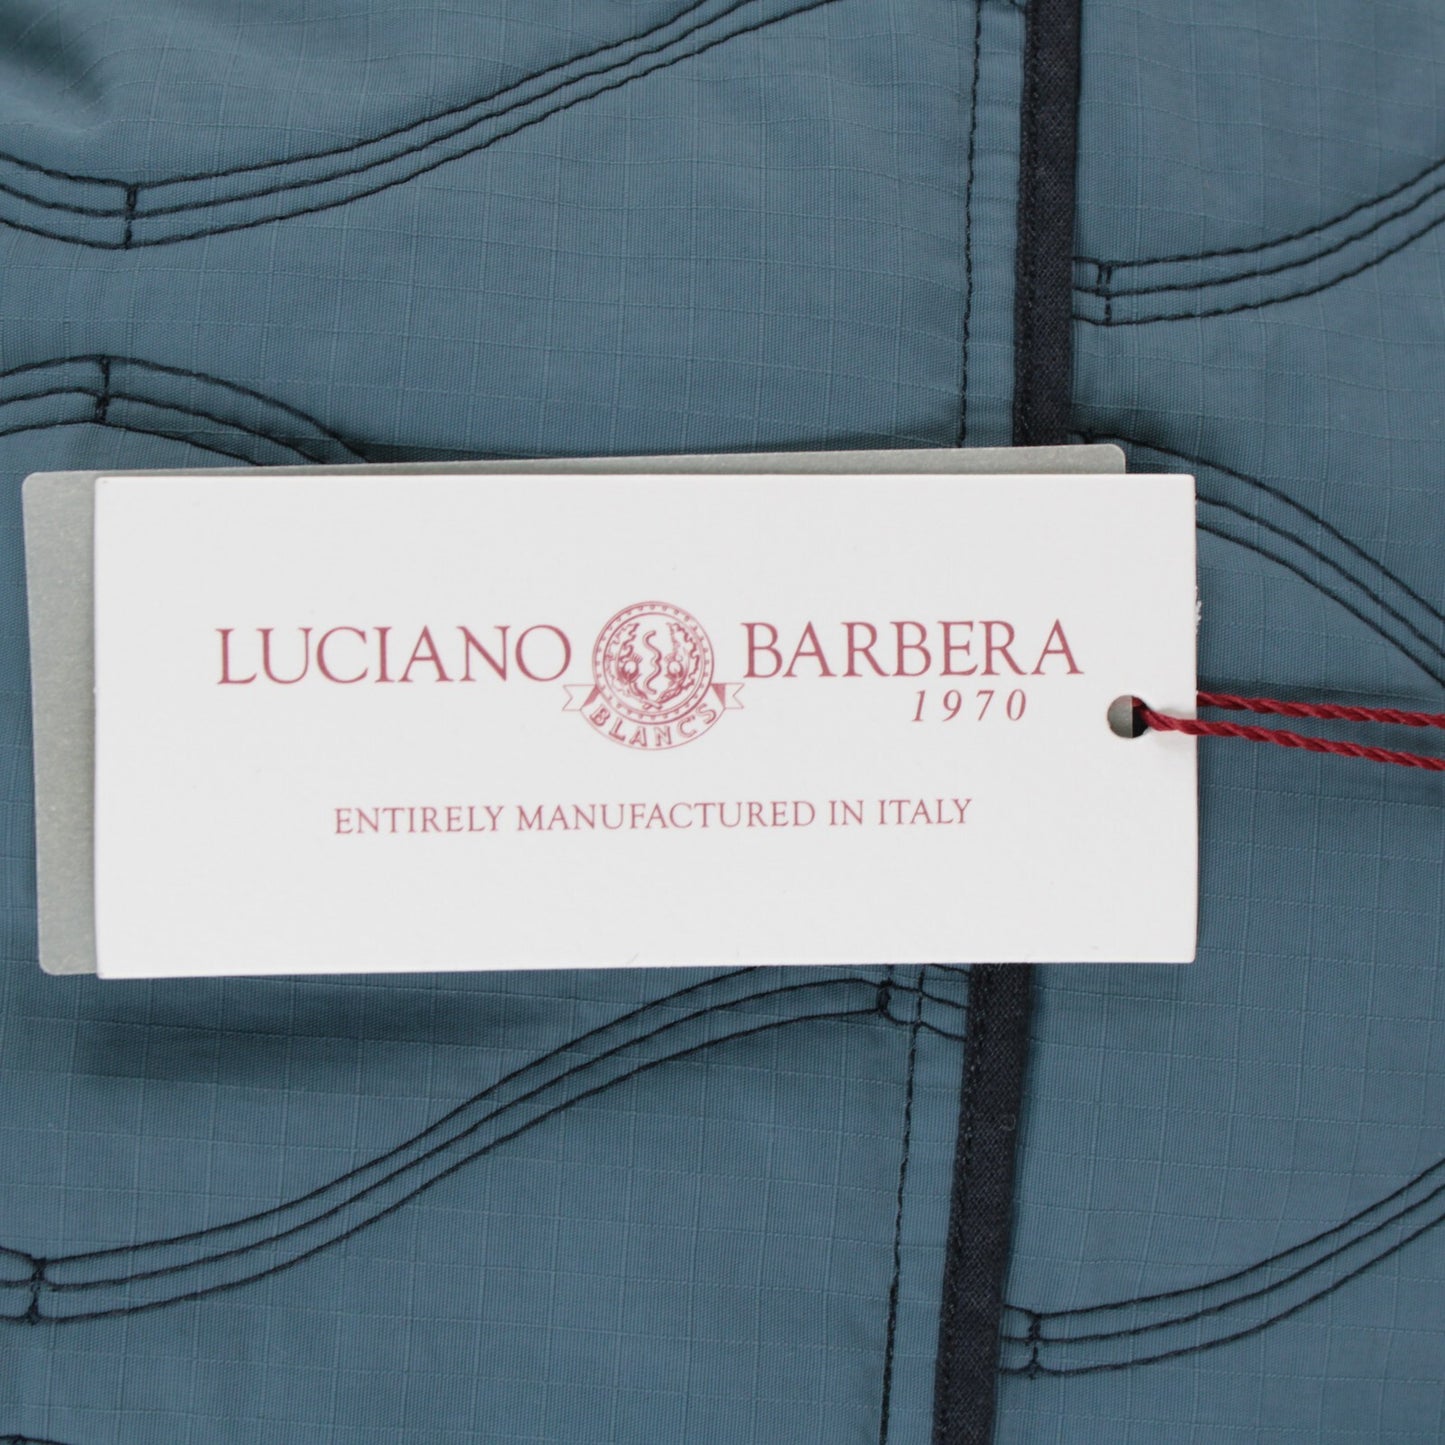 LUCIANO BARBERA
1970
BLANCS
ENTIRELY MANUFACTURED IN ITALY